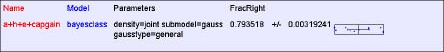 Name Model Parameters FracRight
a+h+e+capgain bayesclass density=joint submodel=gauss 0.793518 +/- 0.00319241
gausstype=general